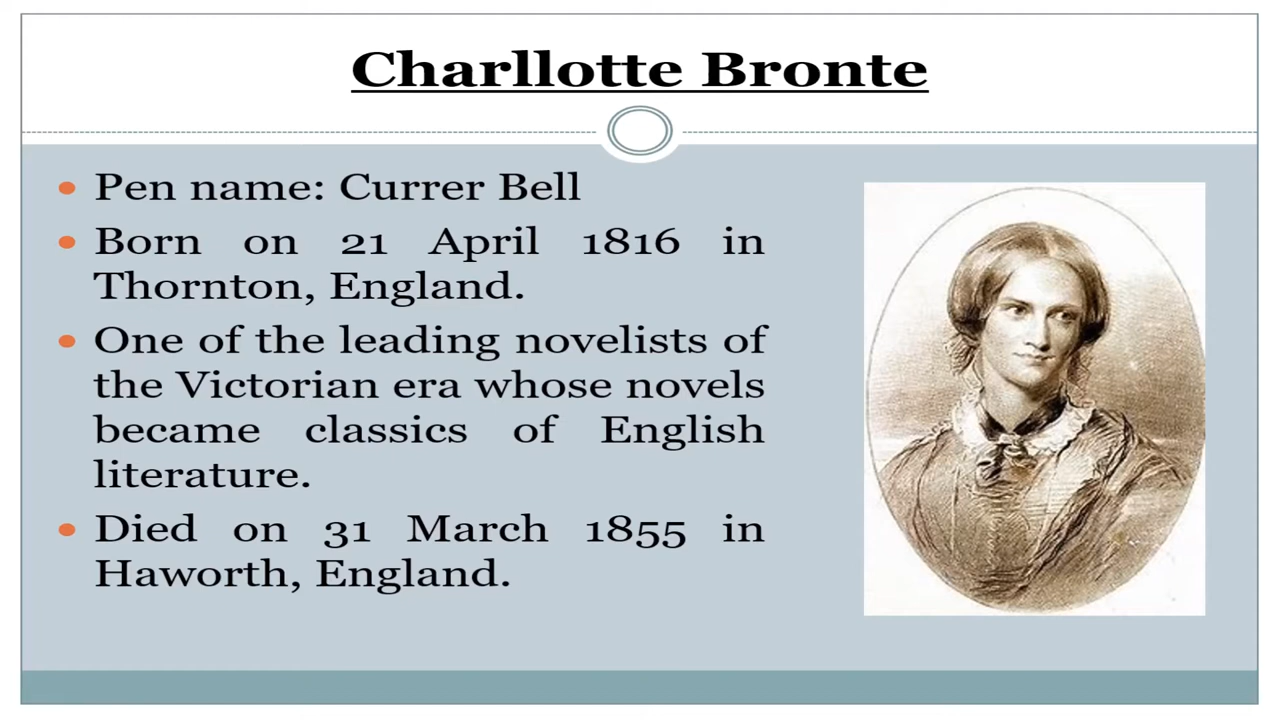 Charllotte Bronte
• Pen name: Currer Bell
• Born on 21 April 1816 in
Thornton, England.
• One of the leading novelists of
the Victorian era whose novels
became classics of English
literature.
• Died on 31 March 1855 in
Haworth, England.